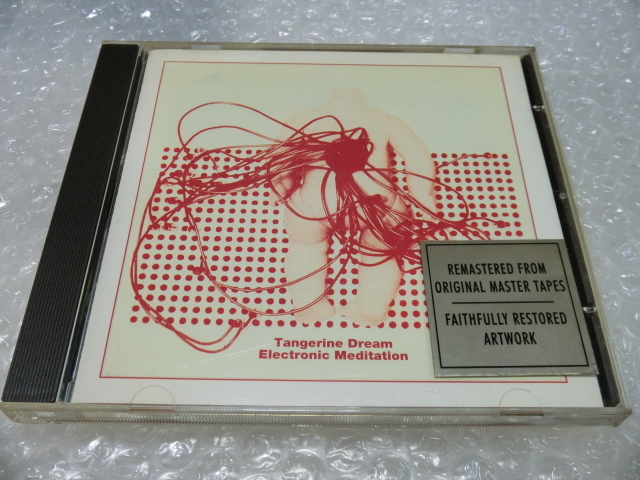 Tangerine Dream
Electronic Meditation
REMASTERED FROM
ORIGINAL MASTER TAPES
FAITHFULLY RESTORED
ARTWORK